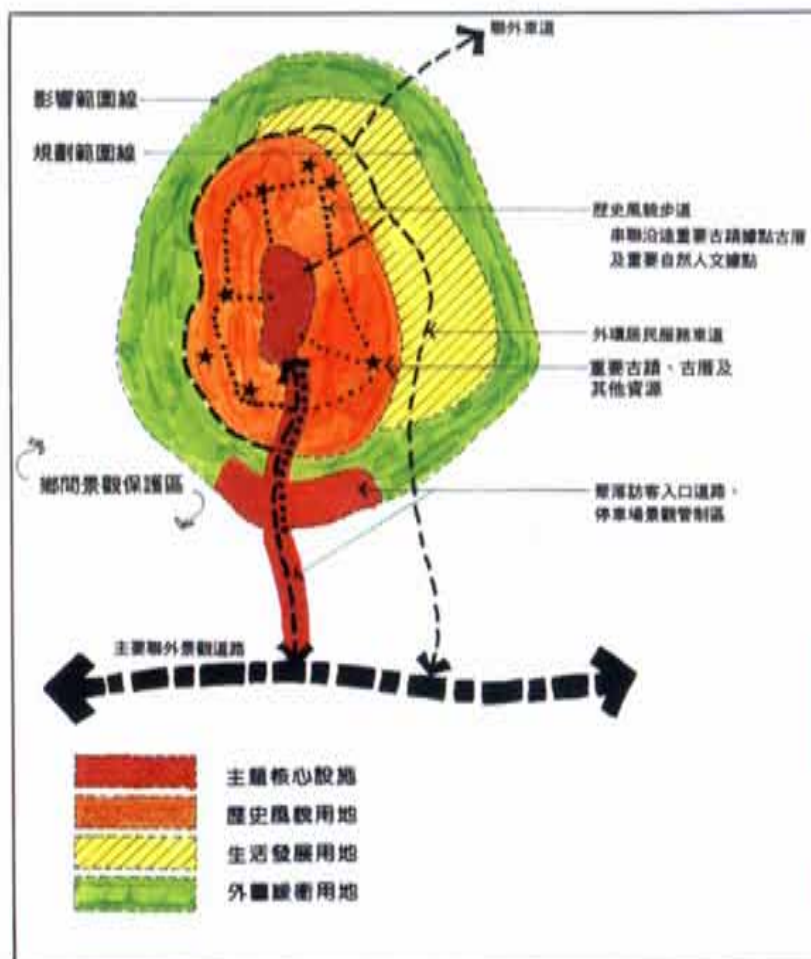 聯外車道
影響範圍線
規劃範圍線
歷史風貌步道
串聯沿途重要古蹟據點古厝
及重要自然人文據點
外環居民服務車道
重要古蹟、古厝及
其他資源
鄉間景觀保護區
聚落訪客入口道路、
停車場景觀管制區
主要聯外景觀道路
主題核心設施
歷史風貌用地
生活發展用地
外圍緩衝用地